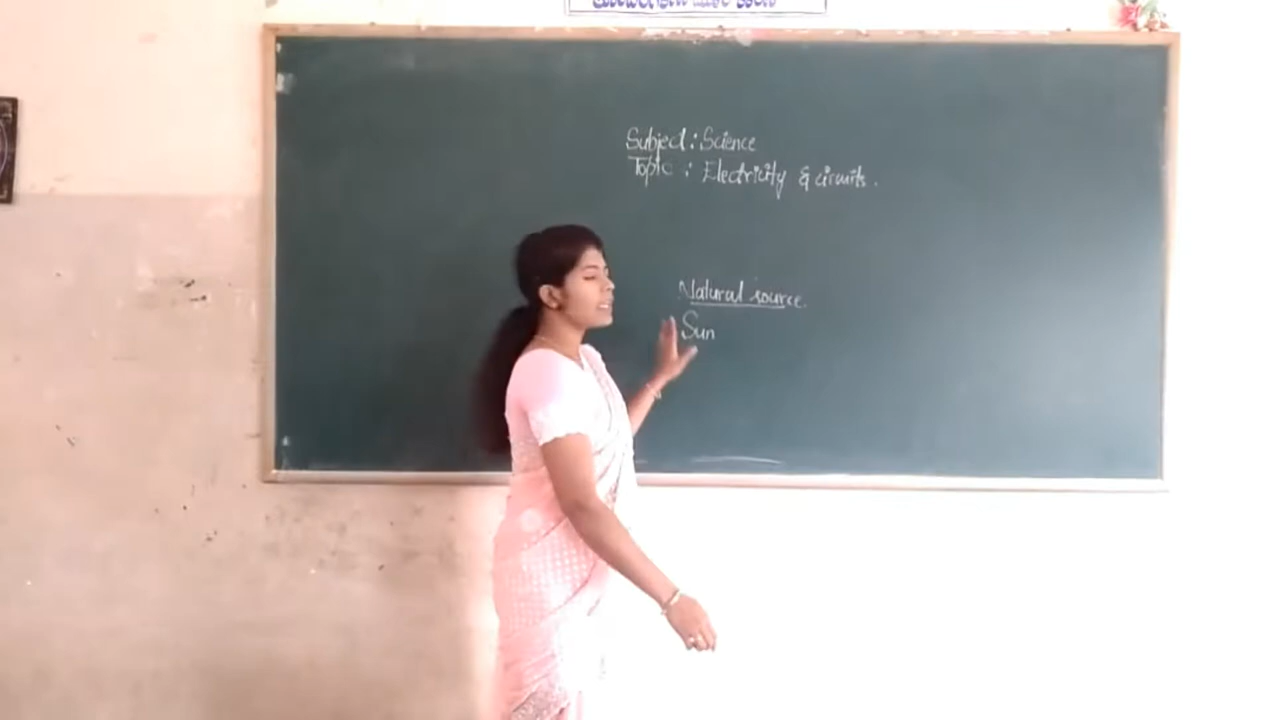 Subject : Science
Topic : Electricity & circuits.
Natural source.
Sun